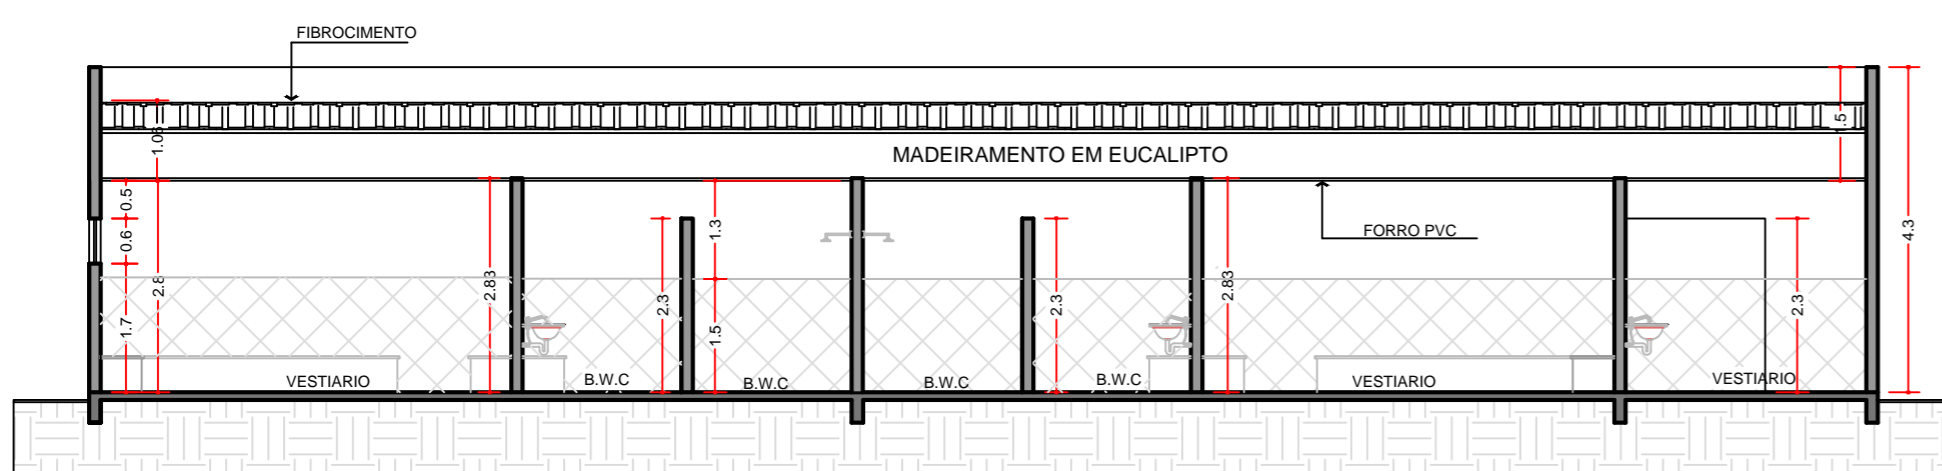 FIBROCIMENTO
1.06
.5
MADEIRAMENTO EM EUCALIPTO
0.5
0.6
1.7
2.8
2.83
2.3
1.3
1.5
2.3
2.83
FORRO PVC
2.3
4.3
VESTIARIO
B.W.C
B.W.C
B.W.C
B.W.C
VESTIARIO
VESTIARIO